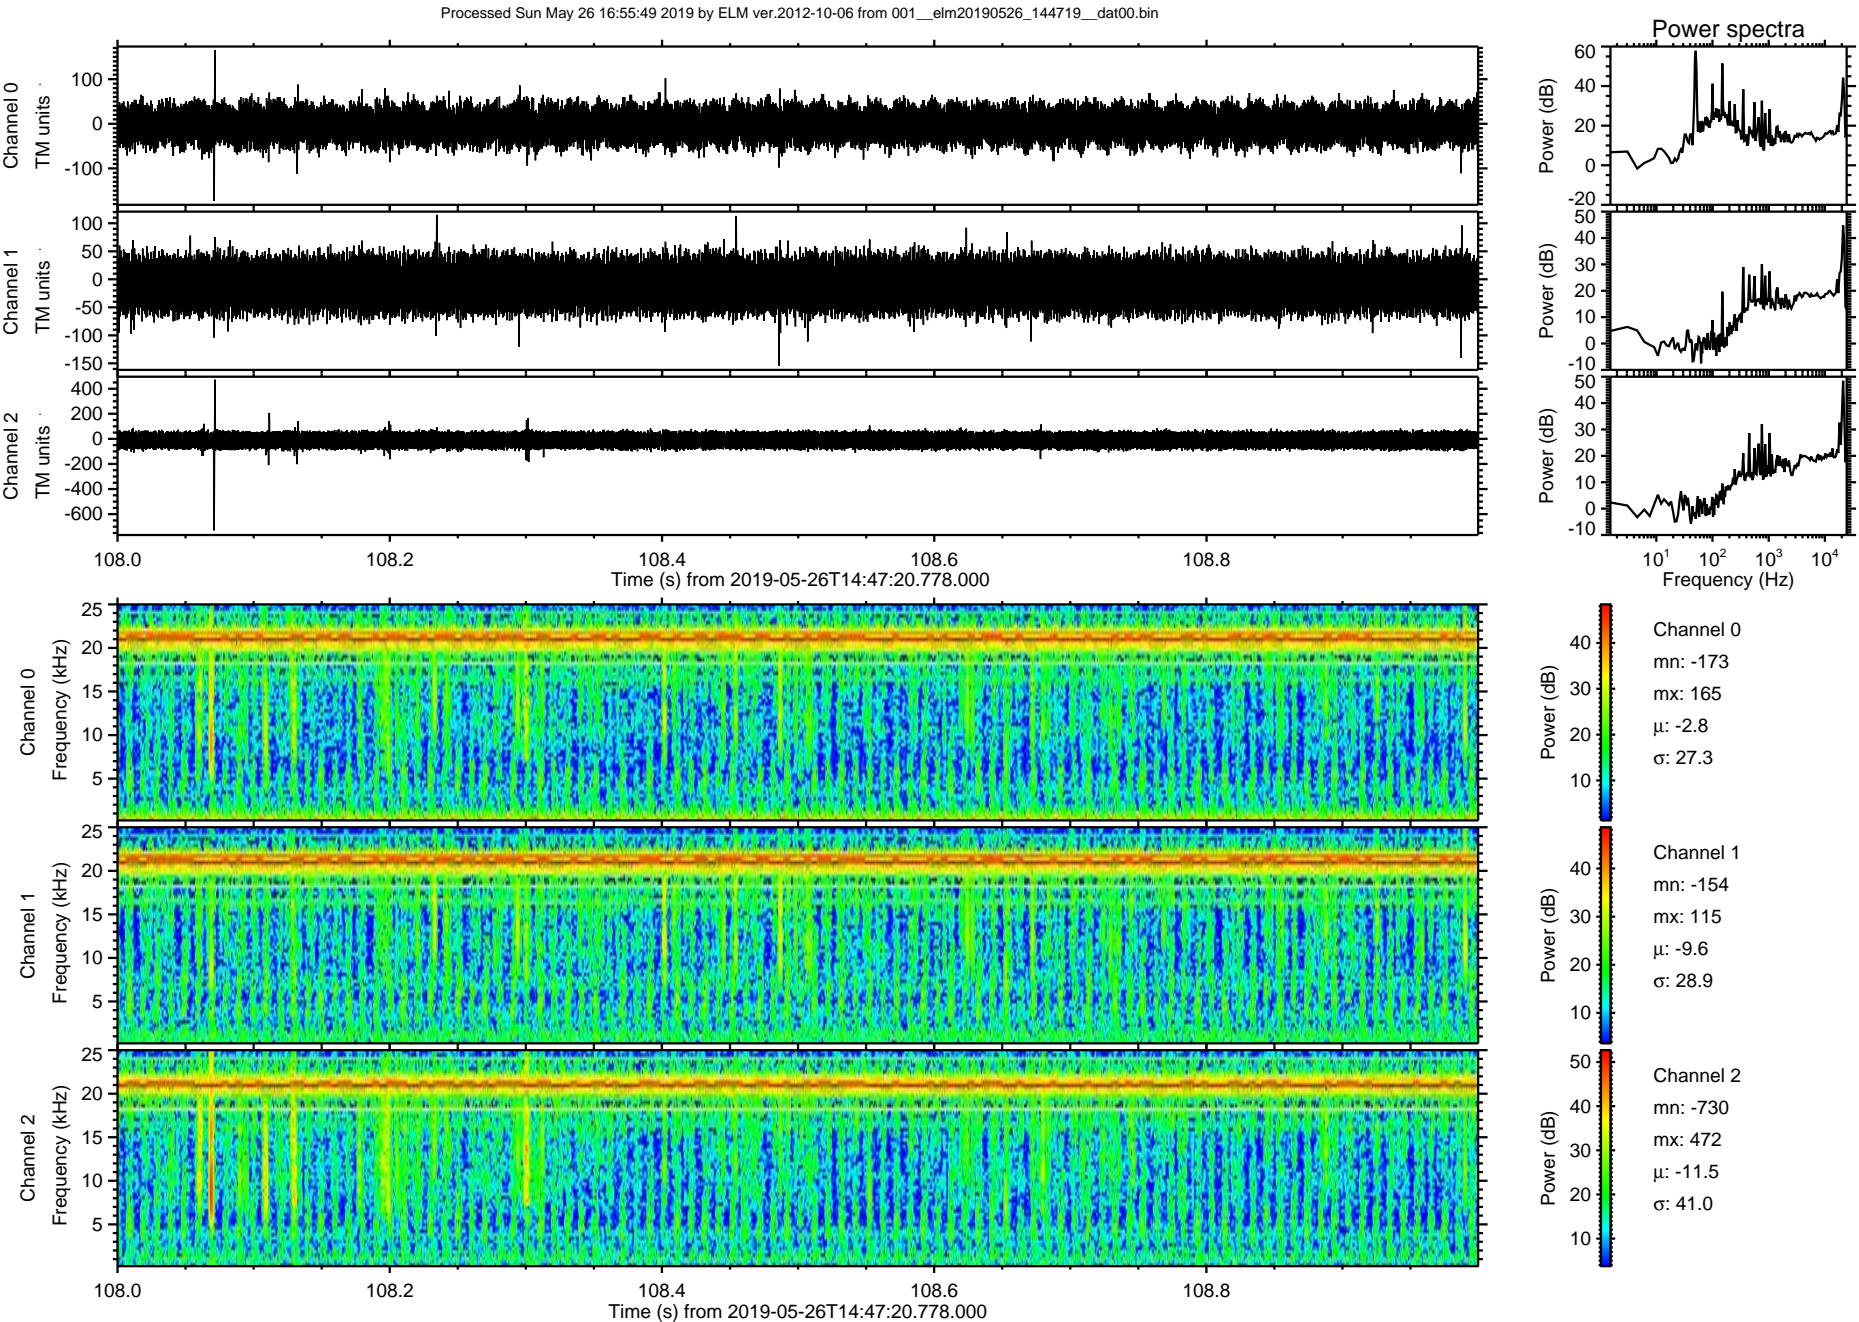 Processed Sun May 26 16:55:49 2019 by ELM ver.2012-10-06 from 001__elm20190526_144719__dat00.bin
Power spectra
Channel 0
TM units
100
0
-100
Power (dB)
60
40
20
0
-20
Channel 1
TM units
100
50
0
-50
-100
-150
Power (dB)
50
40
30
20
10
0
-10
Channel 2
TM units
400
200
0
-200
-400
-600
Power (dB)
50
40
30
20
10
0
-10
108.0 108.2 108.4 108.6 108.8
Time (s) from 2019-05-26T14:47:20.778.000
10¹ 10² 10³ 10⁴
Frequency (Hz)
Channel 0
Frequency (kHz)
25
20
15
10
5
Power (dB)
40
30
20
10
Channel 0
mn: -173
mx: 165
μ: -2.8
σ: 27.3
Channel 1
Frequency (kHz)
25
20
15
10
5
Power (dB)
40
30
20
10
Channel 1
mn: -154
mx: 115
μ: -9.6
σ: 28.9
Channel 2
Frequency (kHz)
25
20
15
10
5
Power (dB)
50
40
30
20
10
Channel 2
mn: -730
mx: 472
μ: -11.5
σ: 41.0
108.0 108.2 108.4 108.6 108.8
Time (s) from 2019-05-26T14:47:20.778.000